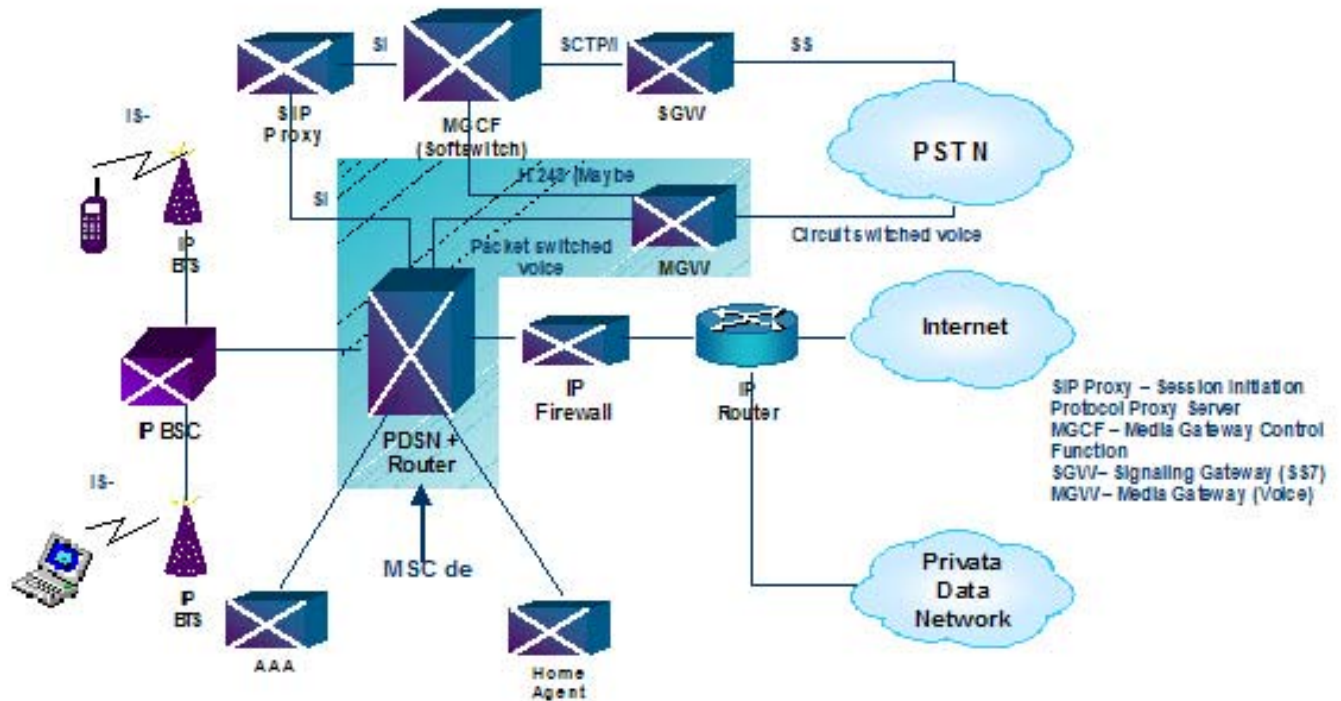 SI
SCTP/I
SS
SIP
Proxy
MGCF
(Softswitch)
SGW
IS-
PSTN
H.248 (Maybe
SI
IP
BTS
Packet switched
voice
MGW
Circuit switched voice
Internet
IP BSC
PDSN +
Router
IP
Firewall
IP
Router
SIP Proxy – Session Initiation
Protocol Proxy Server
MGCF – Media Gateway Control
Function
SGW – Signaling Gateway (SS7)
MGW – Media Gateway (Voice)
IS-
MSC de
IP
BTS
AAA
Home
Agent
Privata
Data
Network